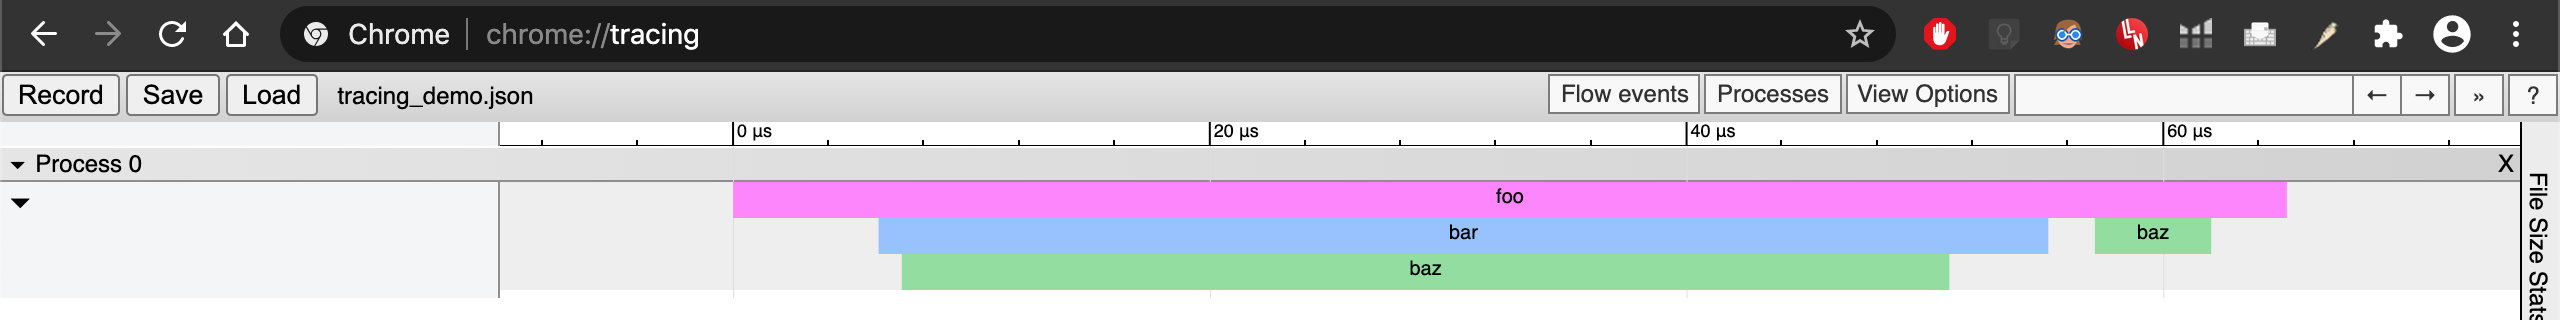 Chrome chrome://tracing
Record Save Load tracing_demo.json Flow events Processes View Options ← → » ?
0 μs 20 μs 40 μs 60 μs
Process 0 X
foo
bar baz
baz
File Size Stats